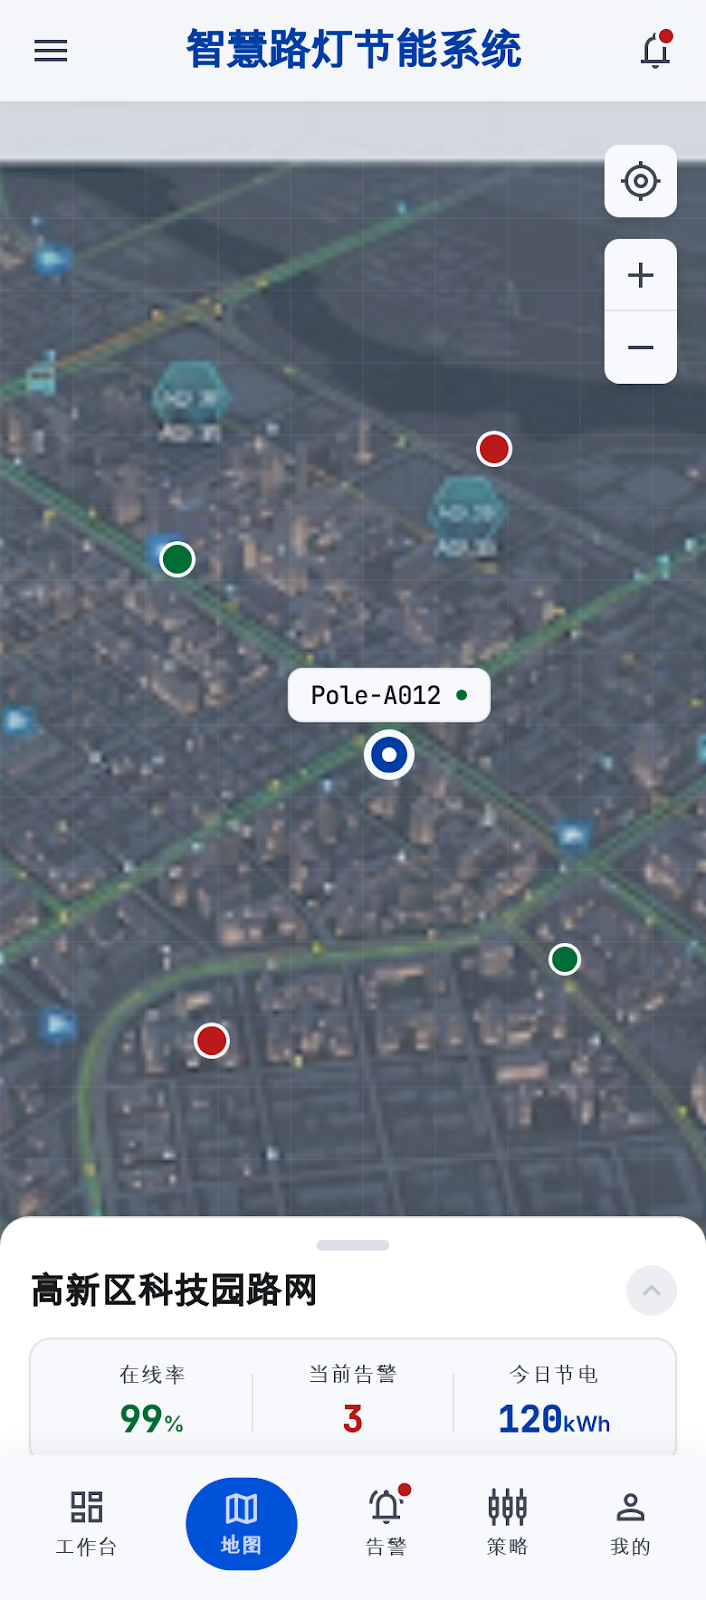 智慧路灯节能系统
Pole-A012
高新区科技园路网
在线率
当前告警
今日节电
99%
3
120kWh
工作台
地图
告警
策略
我的